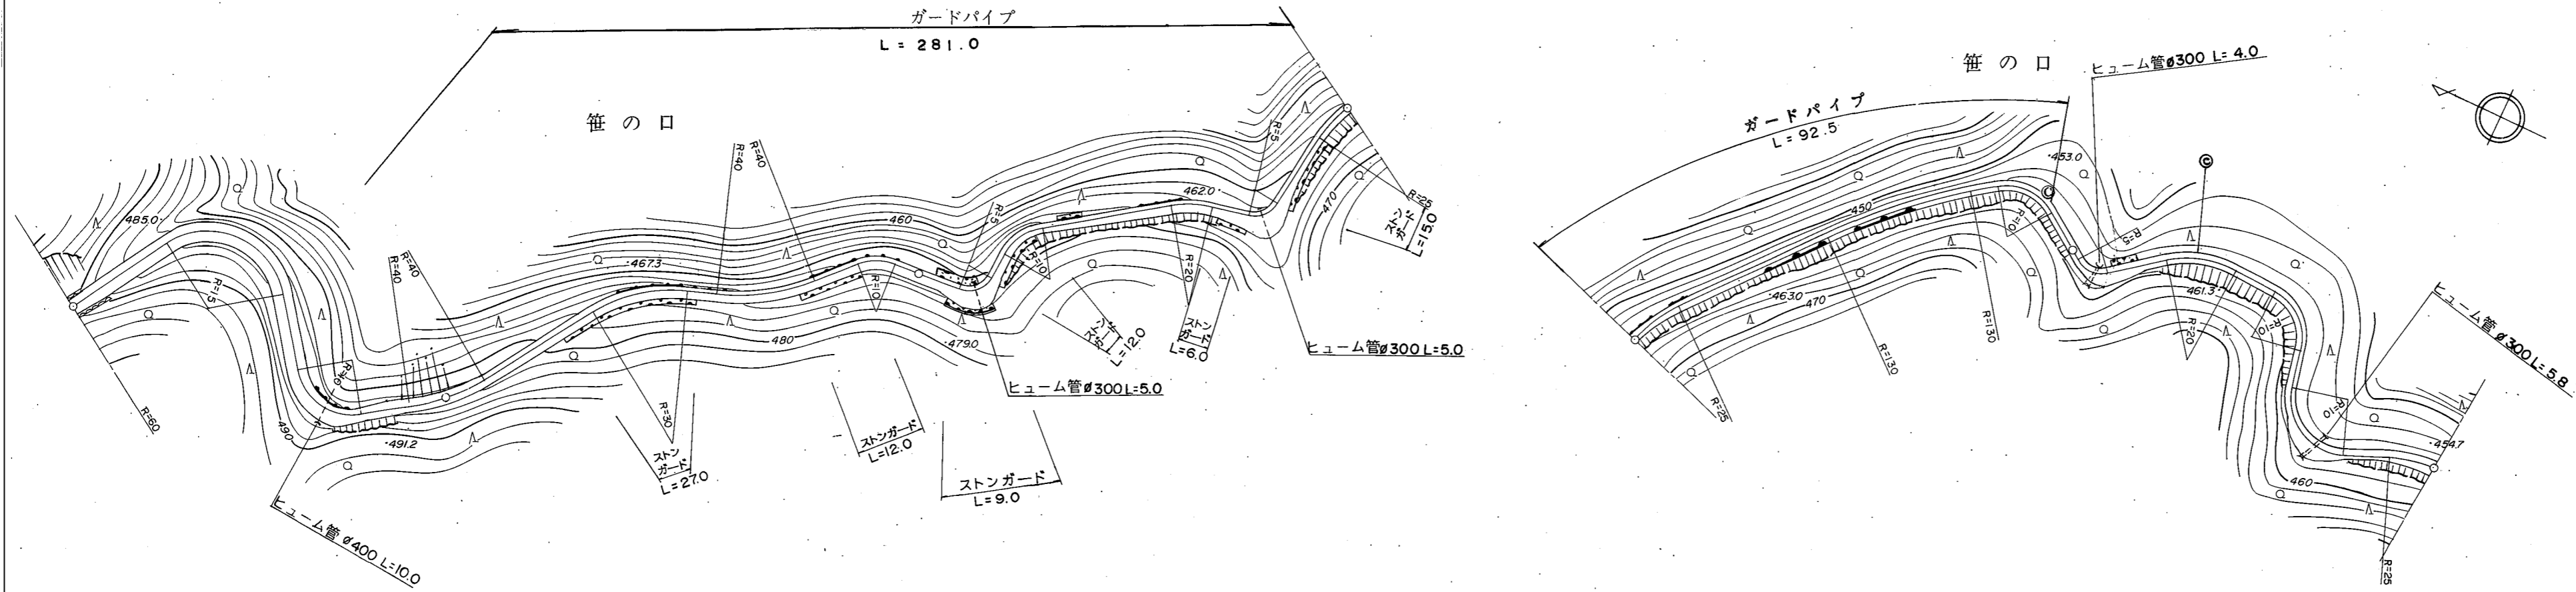 ガードパイプ
L = 281.0
笹の口
485.0
R=15
R=60
490
491.2
R=10
R=40
R=40
ヒューム管 ø400 L=10.0
467.3
460
R=40
R=40
R=30
480
479.0
R=10
R=5
R=10
ストン
ガード
L=27.0
ストンガード
L=12.0
ストンガード
L=9.0
ヒューム管ø300 L=5.0
ストンガード
L=12.0
ストン
ガード
L=6.0
R=20
462.0
R=5
ヒューム管ø300 L=5.0
470
R=25
ストンガード
L=15.0
笹の口
ガードパイプ
L = 92.5
ヒューム管ø300 L= 4.0
453.0
450
463.0
470
R=25
R=130
R=130
R=10
R=5
C
C
461.3
R=20
R=10
R=10
ヒューム管 ø300 L=5.8
454.7
460
R=25